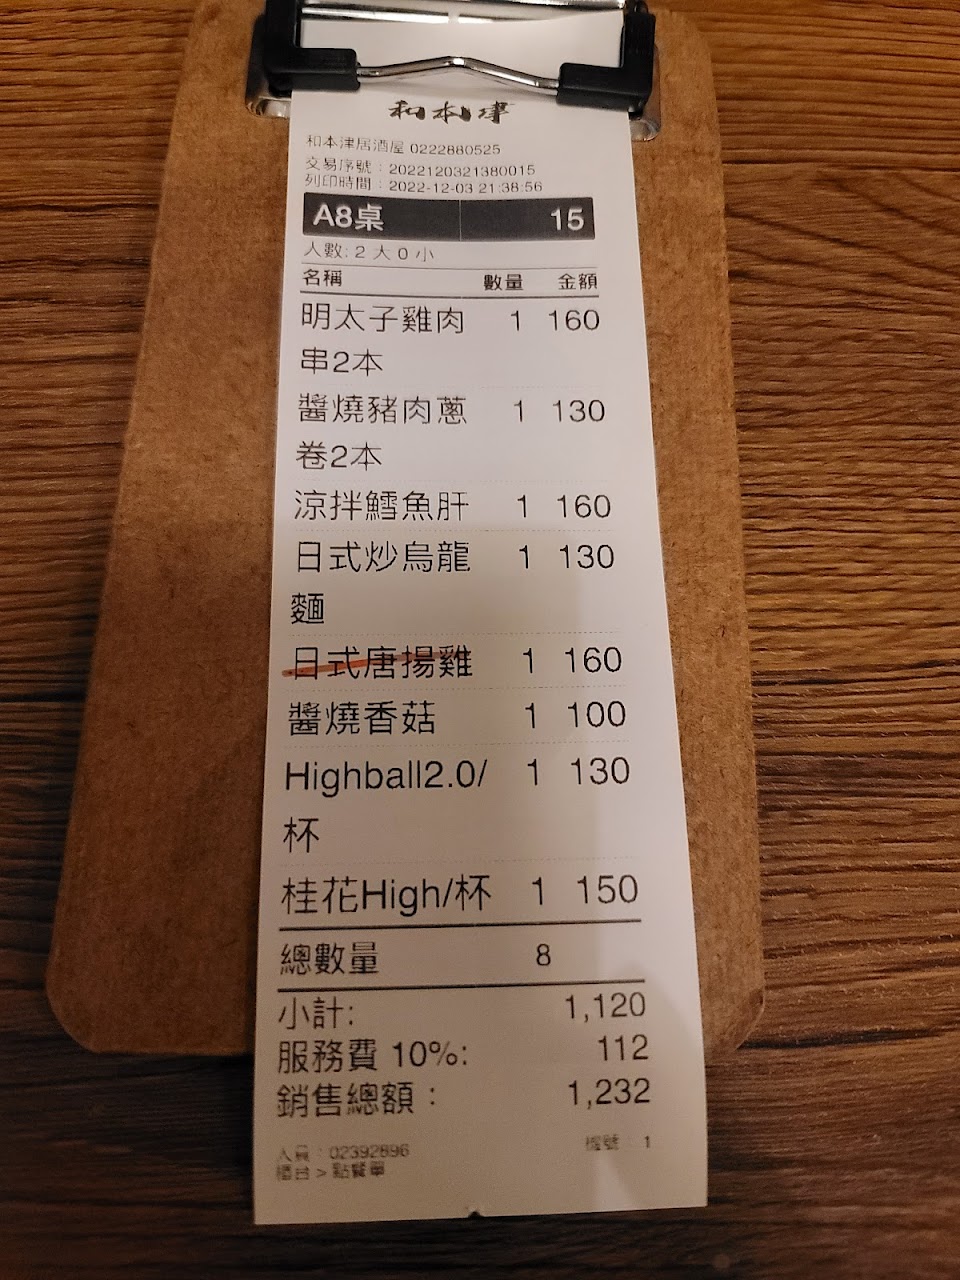 和本津
和本津居酒屋 0222880525
交易序號：2022120321380015
列印時間：2022-12-03 21:38:56
A8桌 15
人數: 2 大 0 小
名稱 數量 金額
明太子雞肉 1 160
串2本
醬燒豬肉蔥 1 130
卷2本
涼拌鱈魚肝 1 160
日式炒烏龍 1 130
麵
日式唐揚雞 1 160
醬燒香菇 1 100
Highball2.0/ 1 130
杯
桂花High/杯 1 150
總數量 8
小計: 1,120
服務費 10%: 112
銷售總額： 1,232
人員：02392896 櫃號：1
櫃台 > 點餐單